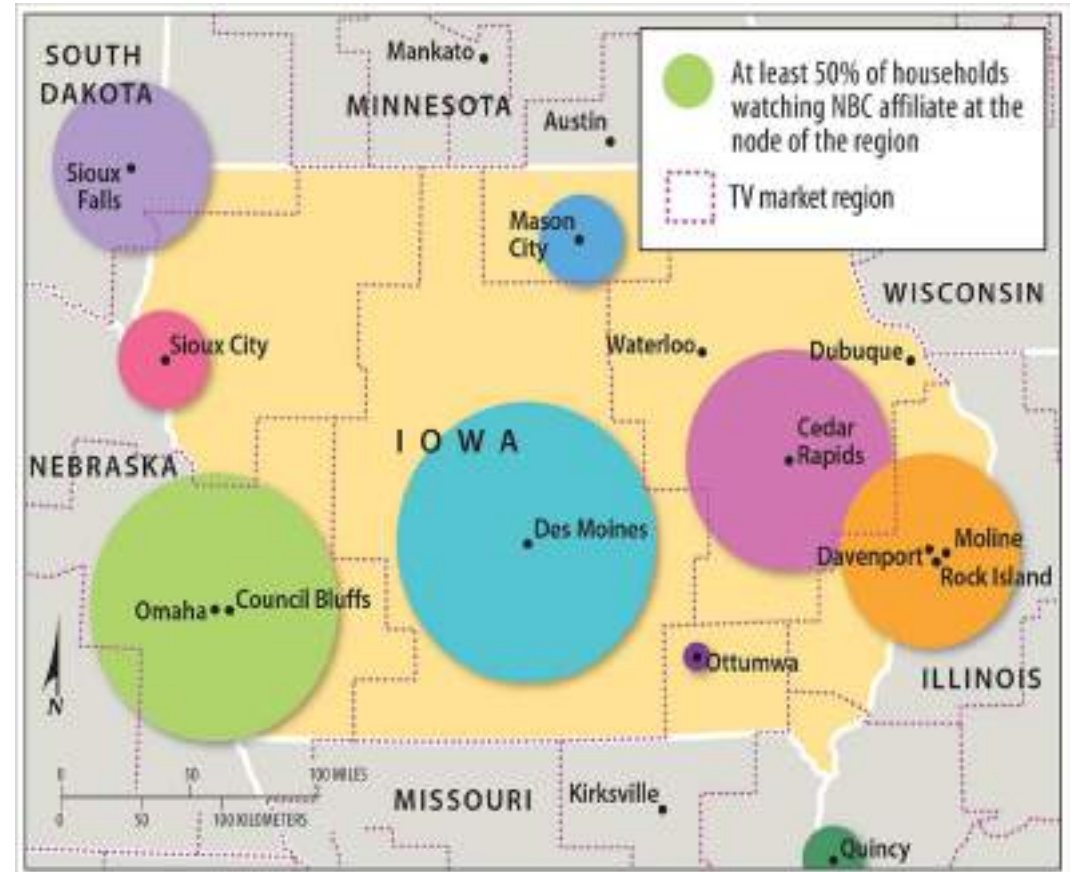 SOUTH
DAKOTA
Mankato
MINNESOTA
Austin
At least 50% of households
watching NBC affiliate at the
node of the region
TV market region
Sioux
Falls
Mason
City
WISCONSIN
Sioux City
Waterloo
Dubuque
IOWA
Cedar
Rapids
NEBRASKA
Des Moines
Davenport
Moline
Rock Island
Omaha
Council Bluffs
Ottumwa
ILLINOIS
N
0 50 100 MILES
0 50 100 KILOMETERS
MISSOURI
Kirksville
Quincy